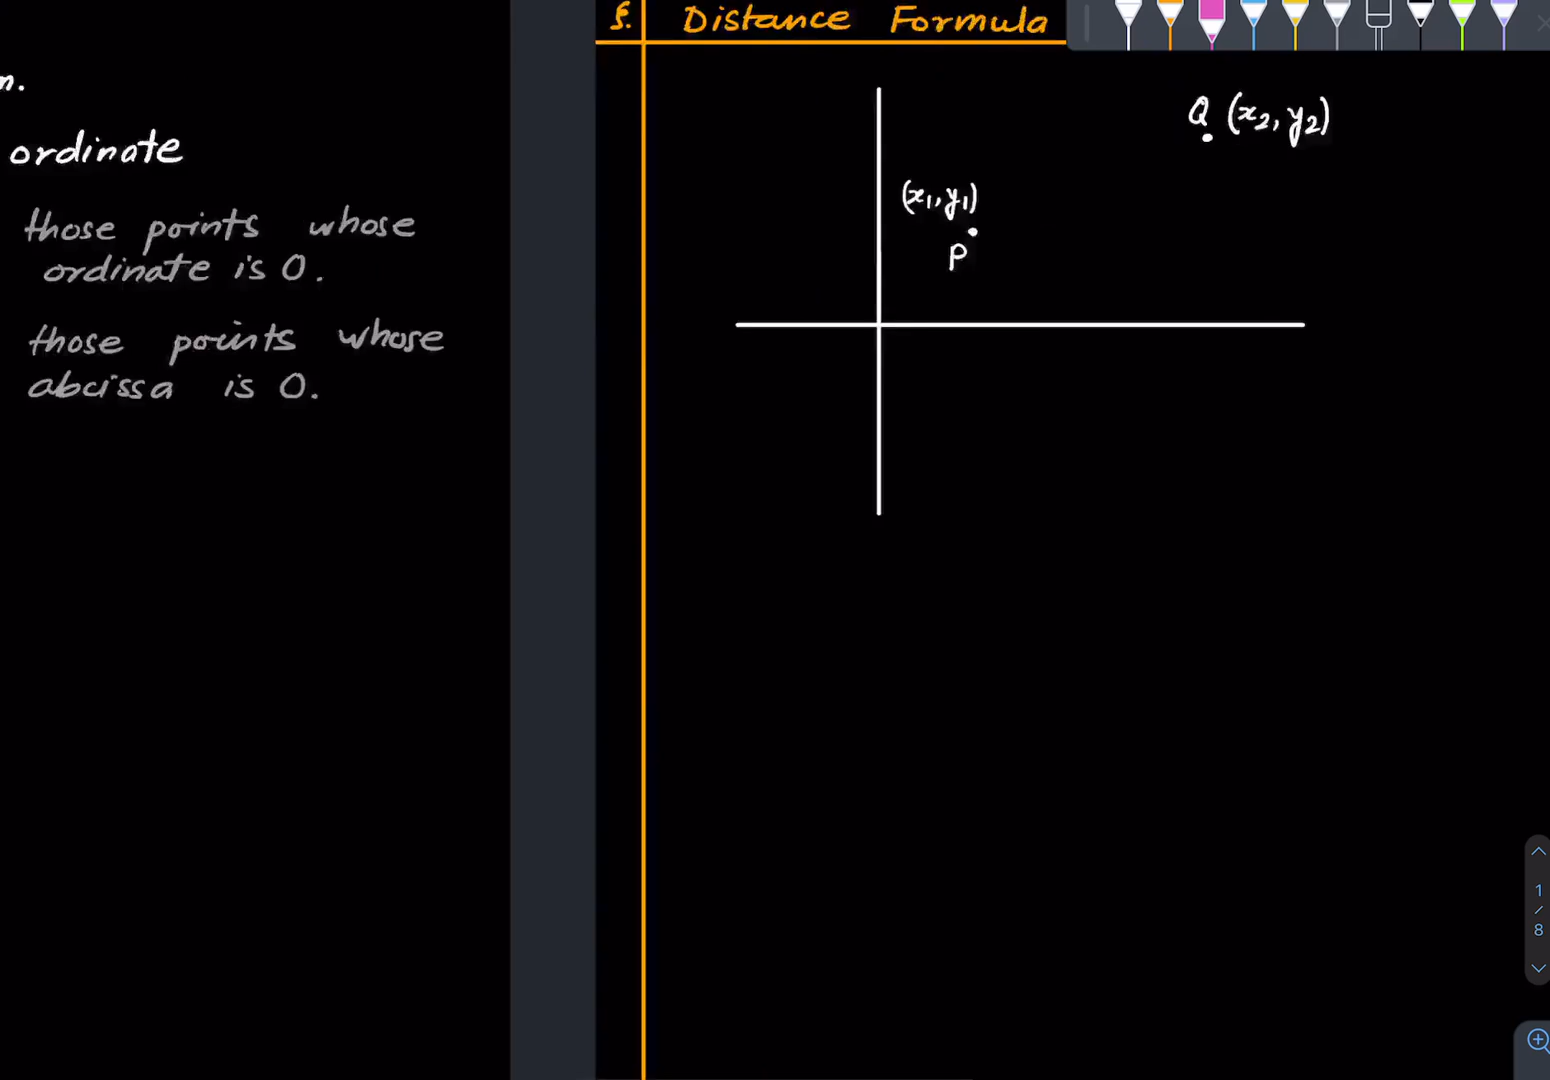 n.
ordinate
those points whose
ordinate is 0.
those points whose
abcissa is 0.
Distance Formula
Q (x₂, y₂)
(x₁, y₁)
P
1
/
8